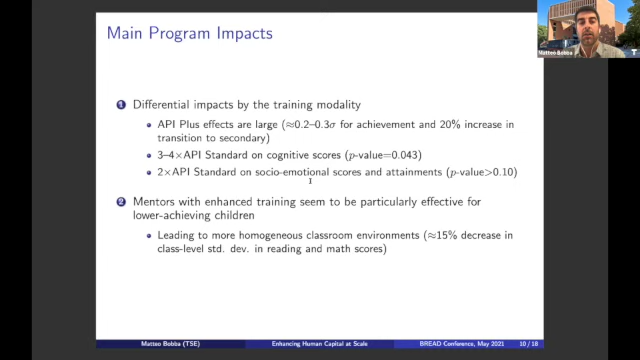 Main Program Impacts
1 Differential impacts by the training modality
API Plus effects are large (≈0.2–0.3σ for achievement and 20% increase in
transition to secondary)
3–4×API Standard on cognitive scores (p-value=0.043)
2×API Standard on socio-emotional scores and attainments (p-value>0.10)
2 Mentors with enhanced training seem to be particularly effective for
lower-achieving children
Leading to more homogeneous classroom environments (≈15% decrease in
class-level std. dev. in reading and math scores)
Matteo Bobba (TSE) Enhancing Human Capital at Scale BREAD Conference, May 2021 10 / 18
Matteo Bobba